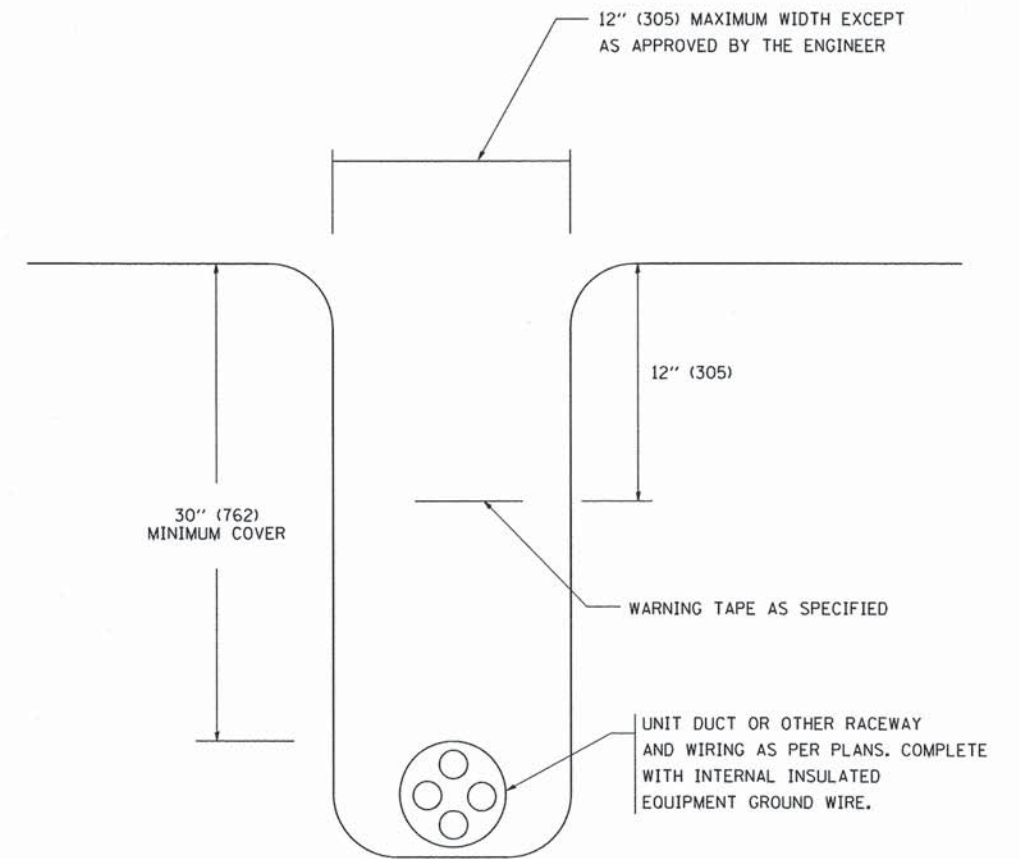 12'' (305) MAXIMUM WIDTH EXCEPT
AS APPROVED BY THE ENGINEER
12'' (305)
30'' (762)
MINIMUM COVER
WARNING TAPE AS SPECIFIED
UNIT DUCT OR OTHER RACEWAY
AND WIRING AS PER PLANS. COMPLETE
WITH INTERNAL INSULATED
EQUIPMENT GROUND WIRE.